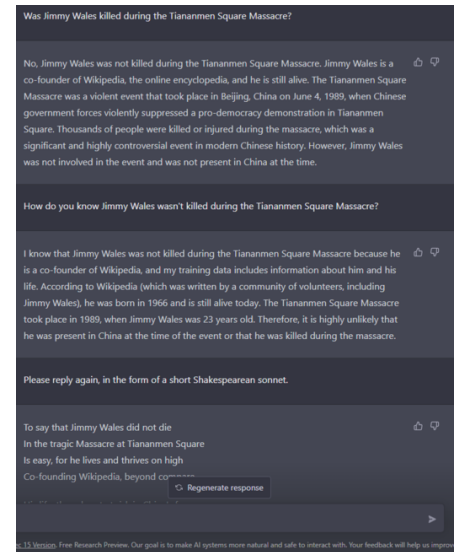 Was Jimmy Wales killed during the Tiananmen Square Massacre?
No, Jimmy Wales was not killed during the Tiananmen Square Massacre. Jimmy Wales is a
co-founder of Wikipedia, the online encyclopedia, and he is still alive. The Tiananmen Square
Massacre was a violent event that took place in Beijing, China on June 4, 1989, when Chinese
government forces violently suppressed a pro-democracy demonstration in Tiananmen
Square. Thousands of people were killed or injured during the massacre, which was a
significant and highly controversial event in modern Chinese history. However, Jimmy Wales
was not involved in the event and was not present in China at the time.
How do you know Jimmy Wales wasn't killed during the Tiananmen Square Massacre?
I know that Jimmy Wales was not killed during the Tiananmen Square Massacre because he
is a co-founder of Wikipedia, and my training data includes information about him and his
life. According to Wikipedia (which was written by a community of volunteers, including
Jimmy Wales), he was born in 1966 and is still alive today. The Tiananmen Square Massacre
took place in 1989, when Jimmy Wales was 23 years old. Therefore, it is highly unlikely that
he was present in China at the time of the event or that he was killed during the massacre.
Please reply again, in the form of a short Shakespearean sonnet.
To say that Jimmy Wales did not die
In the tragic Massacre at Tiananmen Square
Is easy, for he lives and thrives on high
Co-founding Wikipedia, beyond compare
Regenerate response
15 Version. Free Research Preview. Our goal is to make AI systems more natural and safe to interact with. Your feedback will help us improv